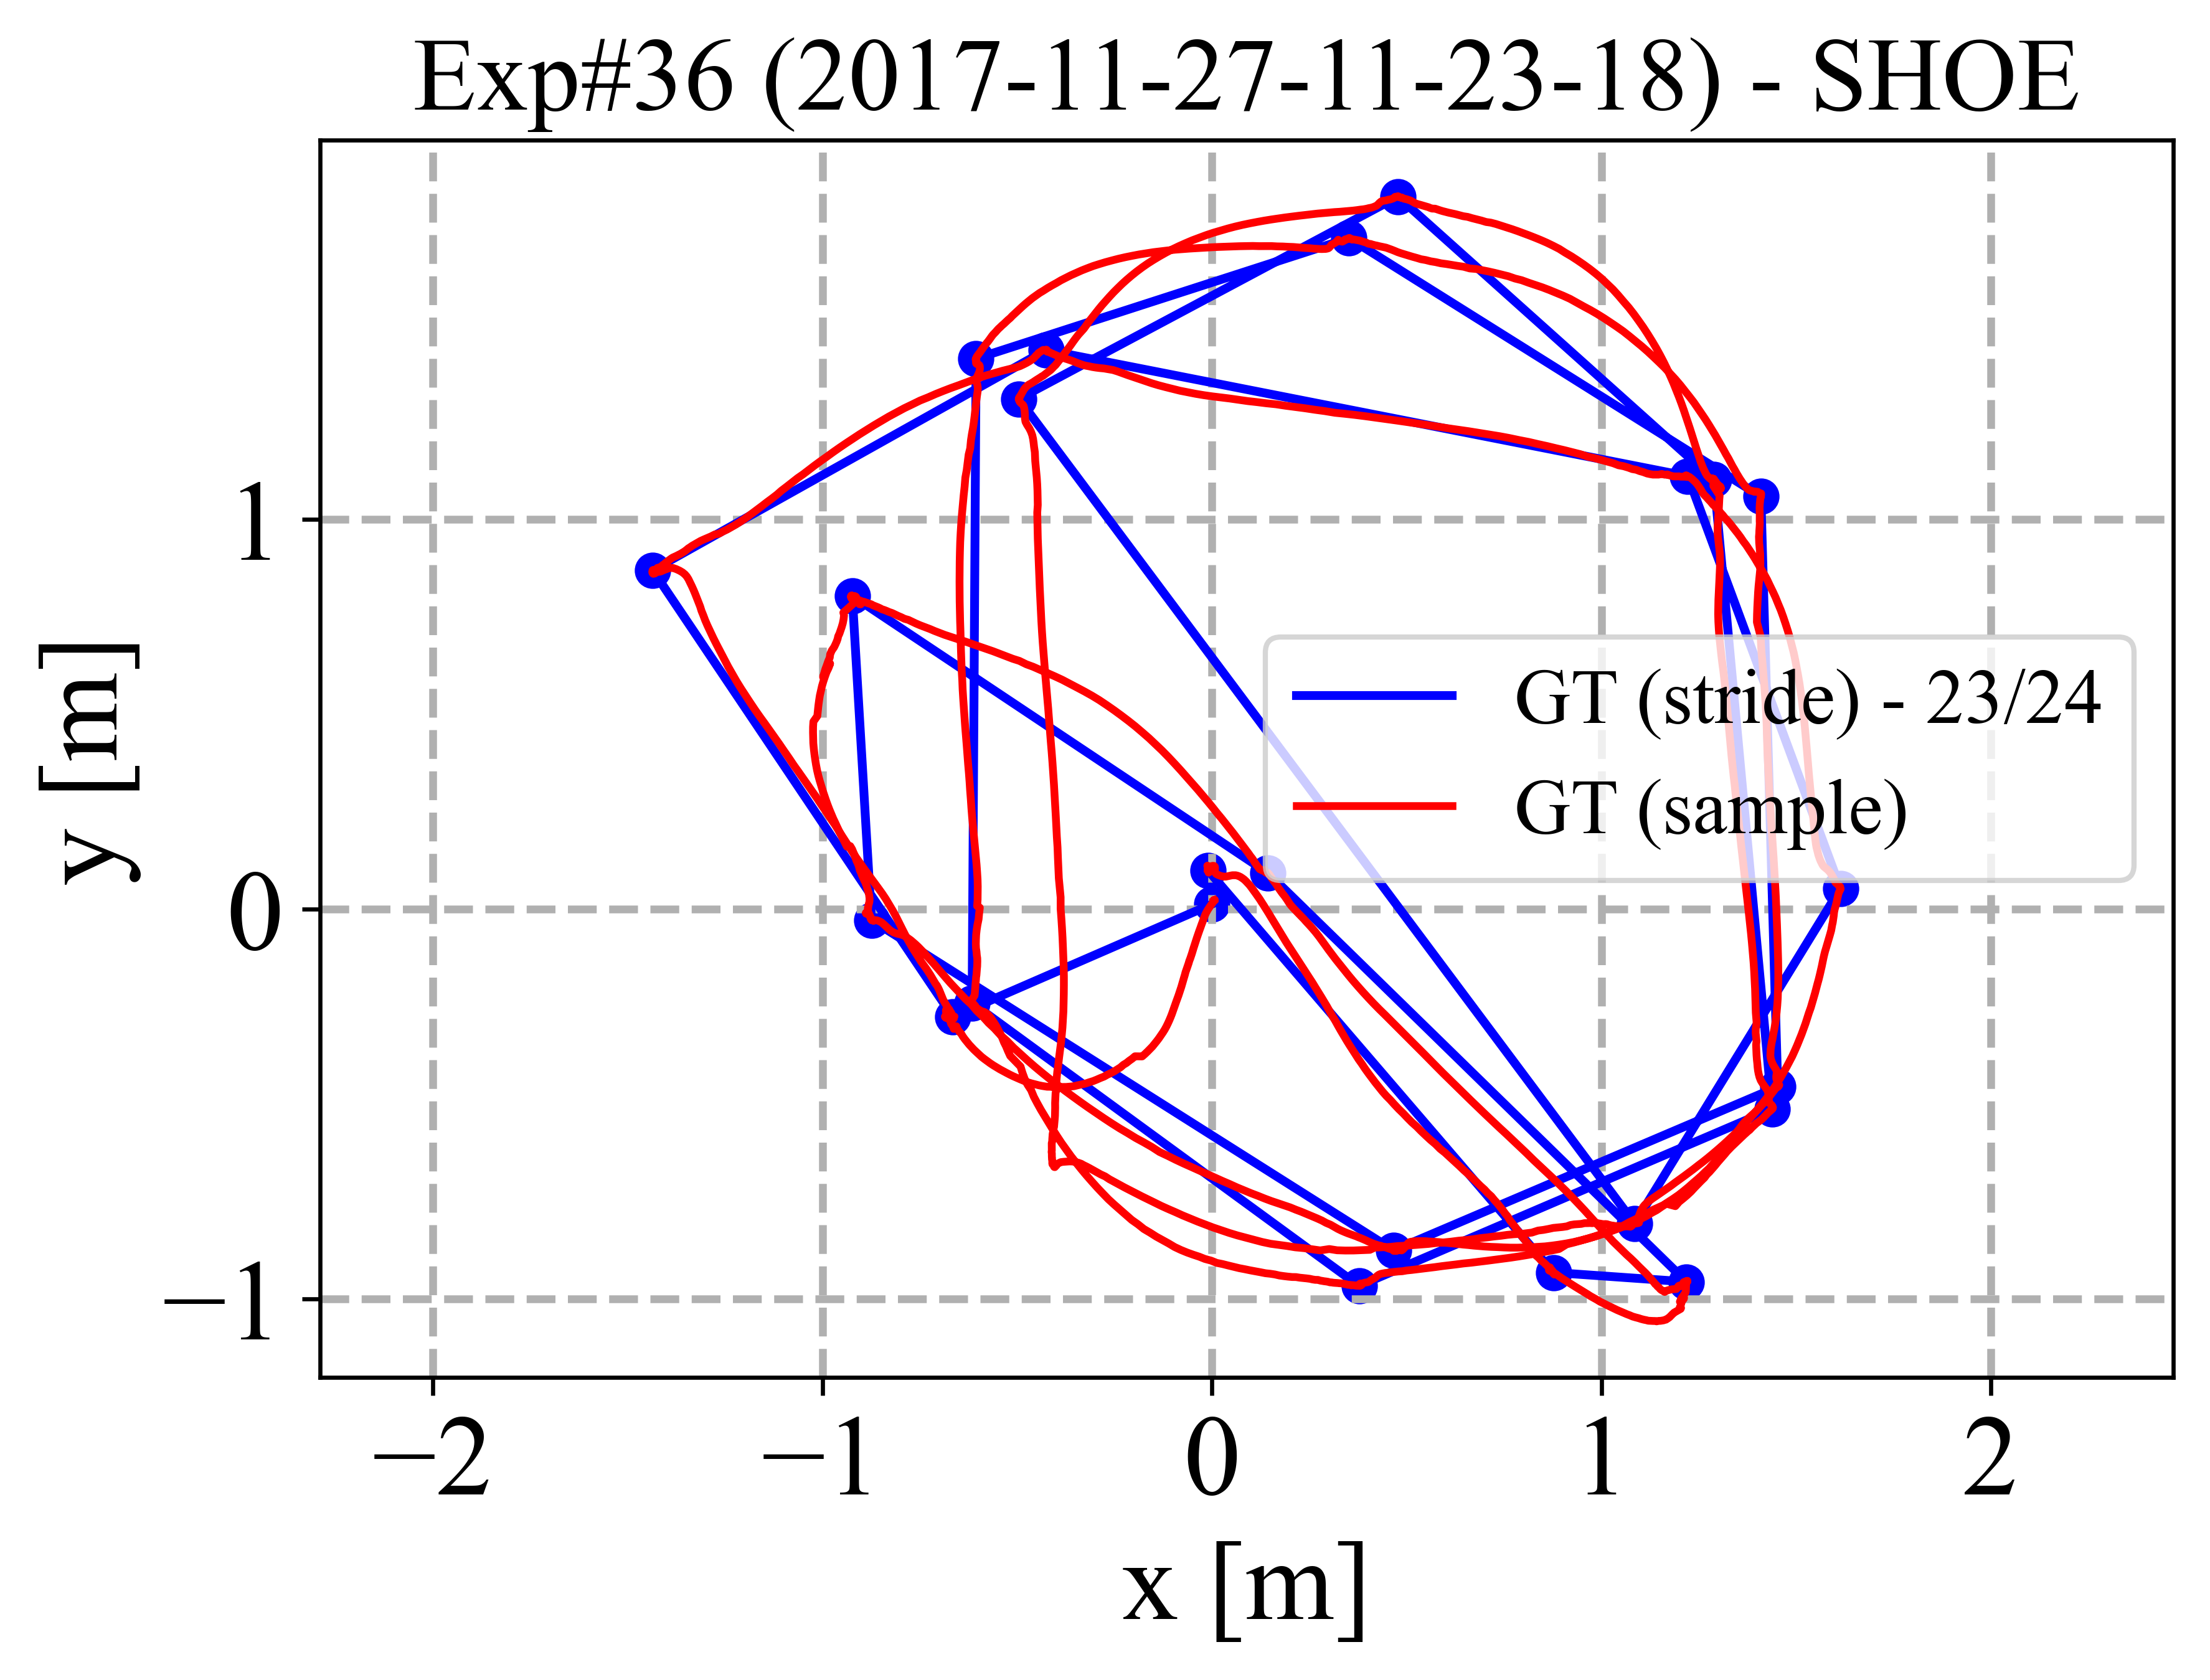 Exp#36 (2017-11-27-11-23-18) - SHOE
y [m]
1
0
−1
GT (stride) - 23/24
GT (sample)
−2 −1 0 1 2
x [m]